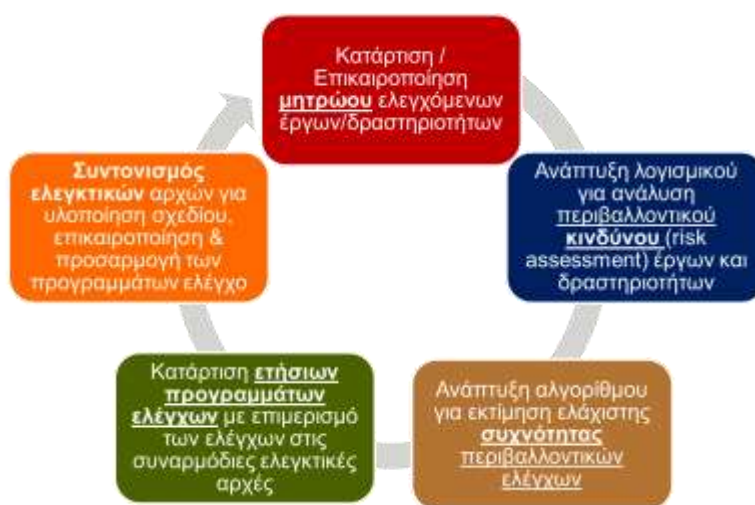 Κατάρτιση /
Επικαιροποίηση
μητρώου ελεγχόμενων
έργων/δραστηριοτήτων
Ανάπτυξη λογισμικού
για ανάλυση
περιβαλλοντικού
κινδύνου (risk
assessment) έργων και
δραστηριοτήτων
Ανάπτυξη αλγορίθμου
για εκτίμηση ελάχιστης
συχνότητας
περιβαλλοντικών
ελέγχων
Κατάρτιση ετήσιων
προγραμμάτων
ελέγχων με επιμερισμό
των ελέγχων στις
συναρμόδιες ελεγκτικές
αρχές
Συντονισμός
ελεγκτικών αρχών για
υλοποίηση σχεδίου,
επικαιροποίηση &
προσαρμογή των
προγραμμάτων ελέγχο